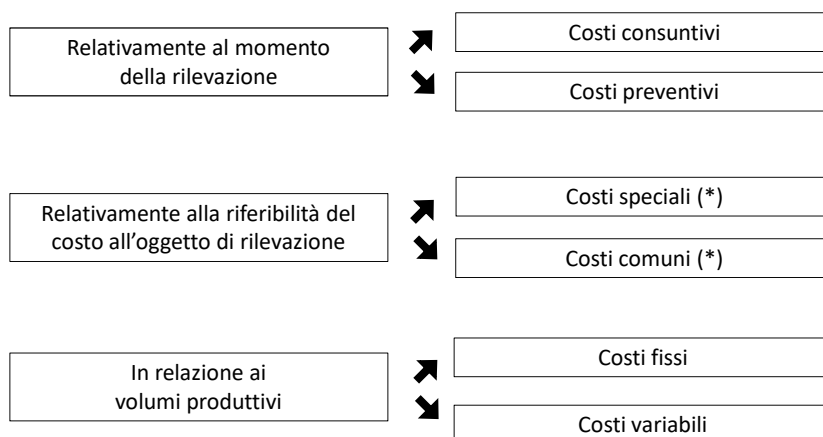 Relativamente al momento
della rilevazione
Costi consuntivi
Costi preventivi
Relativamente alla riferibilità del
costo all'oggetto di rilevazione
Costi speciali (*)
Costi comuni (*)
In relazione ai
volumi produttivi
Costi fissi
Costi variabili